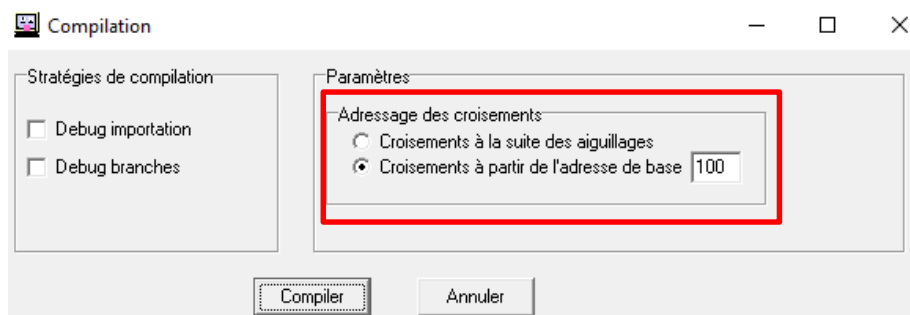 Compilation
Stratégies de compilation
Debug importation
Debug branches
Paramètres
Adressage des croisements
Croisements à la suite des aiguillages
Croisements à partir de l'adresse de base 100
Compiler
Annuler